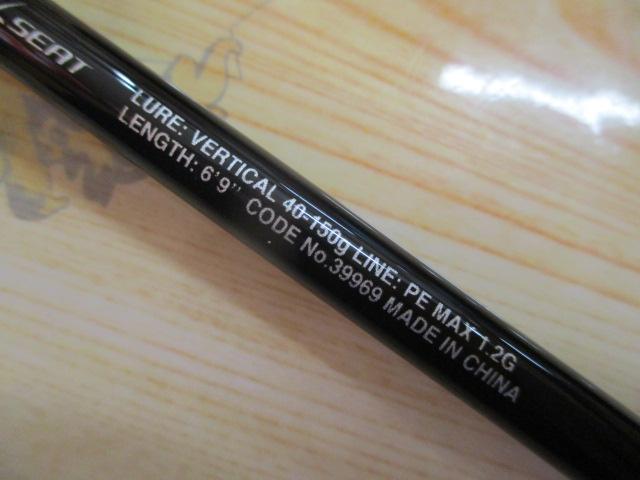 SEAT
LURE: VERTICAL 40-150g LINE: PE MAX 1.2G
LENGTH: 6'9" CODE No.39969 MADE IN CHINA